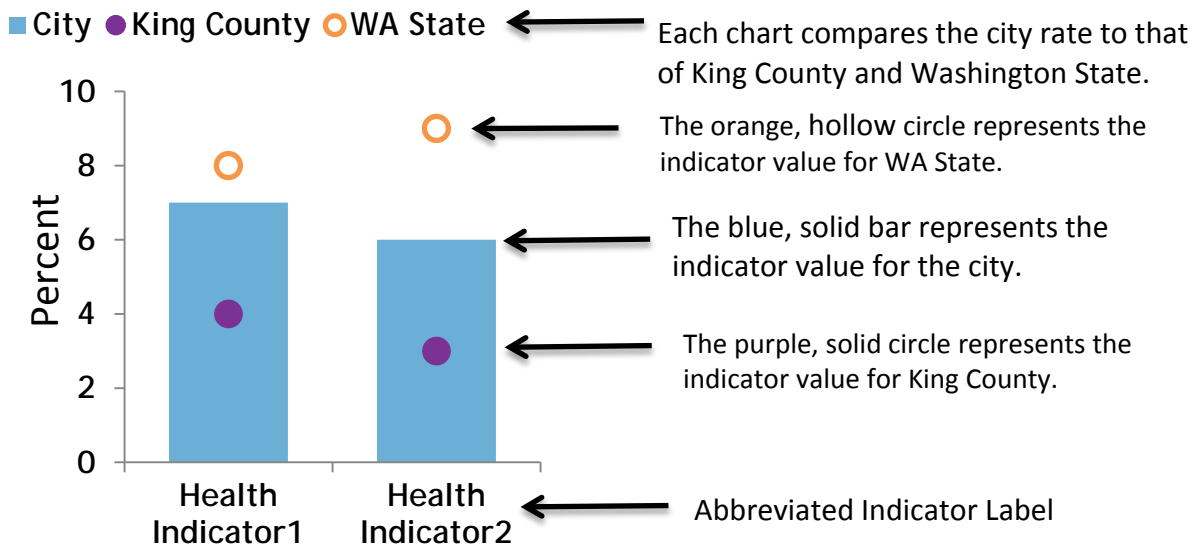 City King County WA State
Each chart compares the city rate to that
of King County and Washington State.
10
8
6
4
2
0
Percent
The orange, hollow circle represents the
indicator value for WA State.
The blue, solid bar represents the
indicator value for the city.
The purple, solid circle represents the
indicator value for King County.
Health
Indicator1
Health
Indicator2
Abbreviated Indicator Label